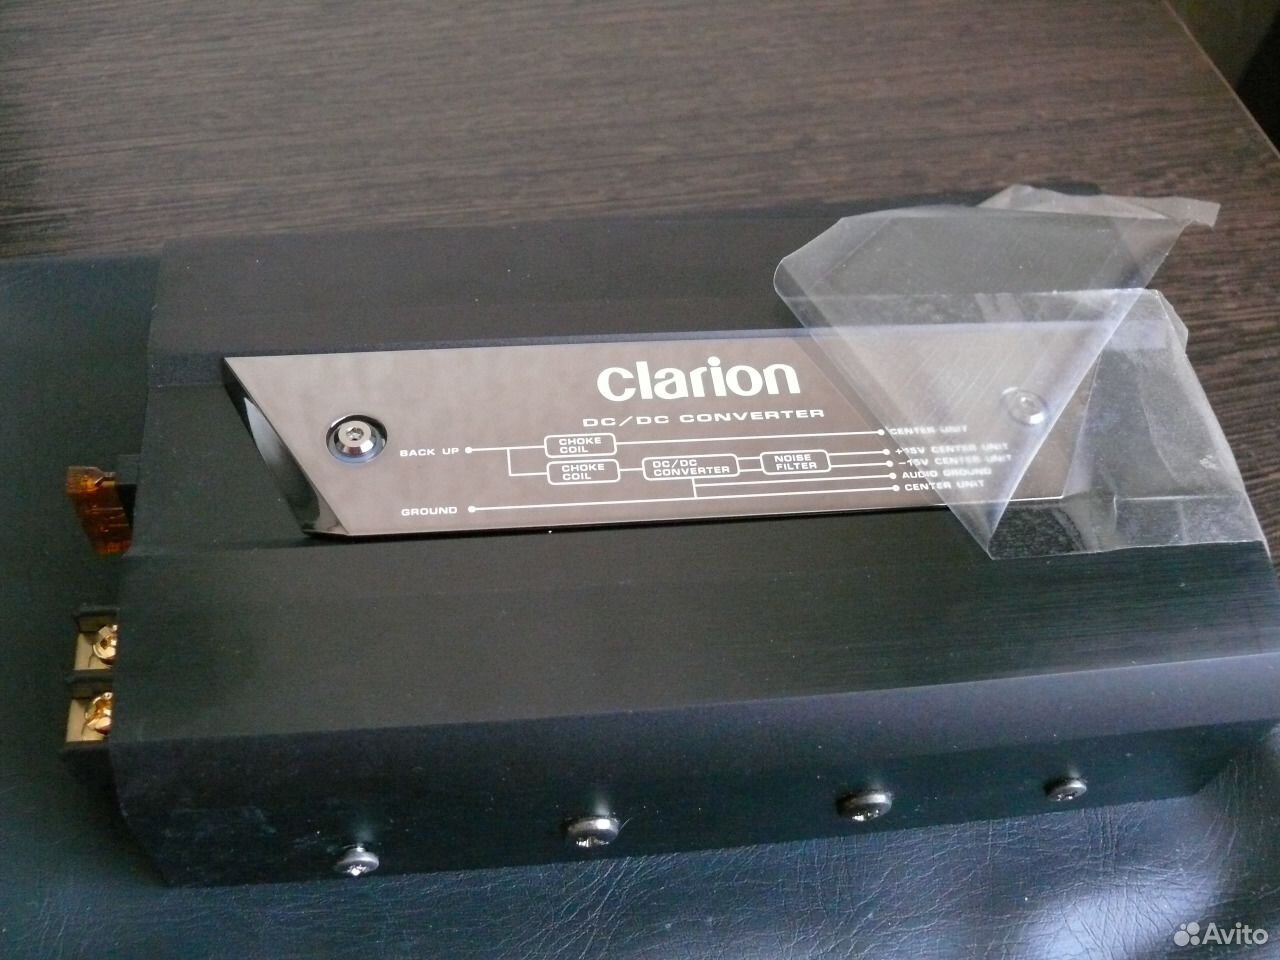 clarion
DC/DC CONVERTER
BACK UP
CHOKE
COIL
CENTER UNIT
CHOKE
COIL
DC/DC
CONVERTER
NOISE
FILTER
+15V CENTER UNIT
-15V CENTER UNIT
AUDIO GROUND
CENTER UNIT
GROUND
Avito